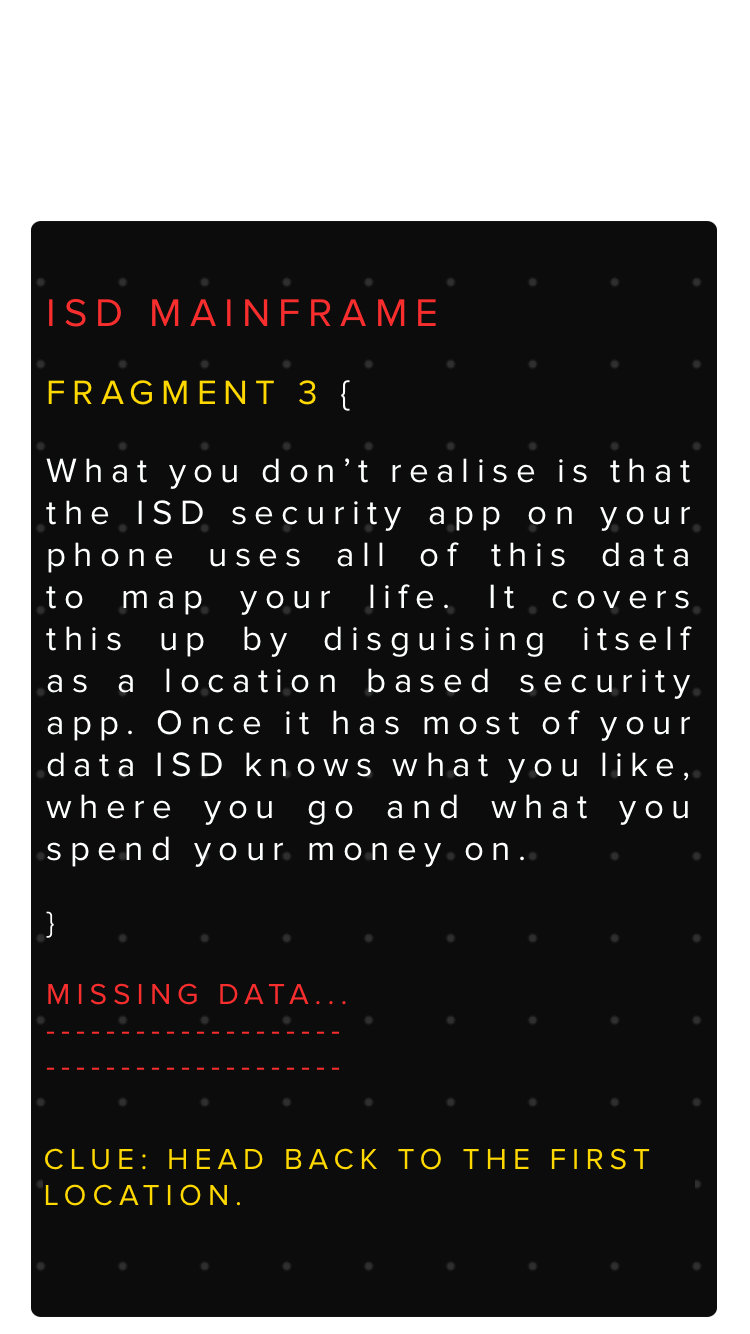 ISD MAINFRAME
FRAGMENT 3 {
What you don’t realise is that
the ISD security app on your
phone uses all of this data
to map your life. It covers
this up by disguising itself
as a location based security
app. Once it has most of your
data ISD knows what you like,
where you go and what you
spend your money on.
}
MISSING DATA...
--------------------
--------------------
CLUE: HEAD BACK TO THE FIRST
LOCATION.